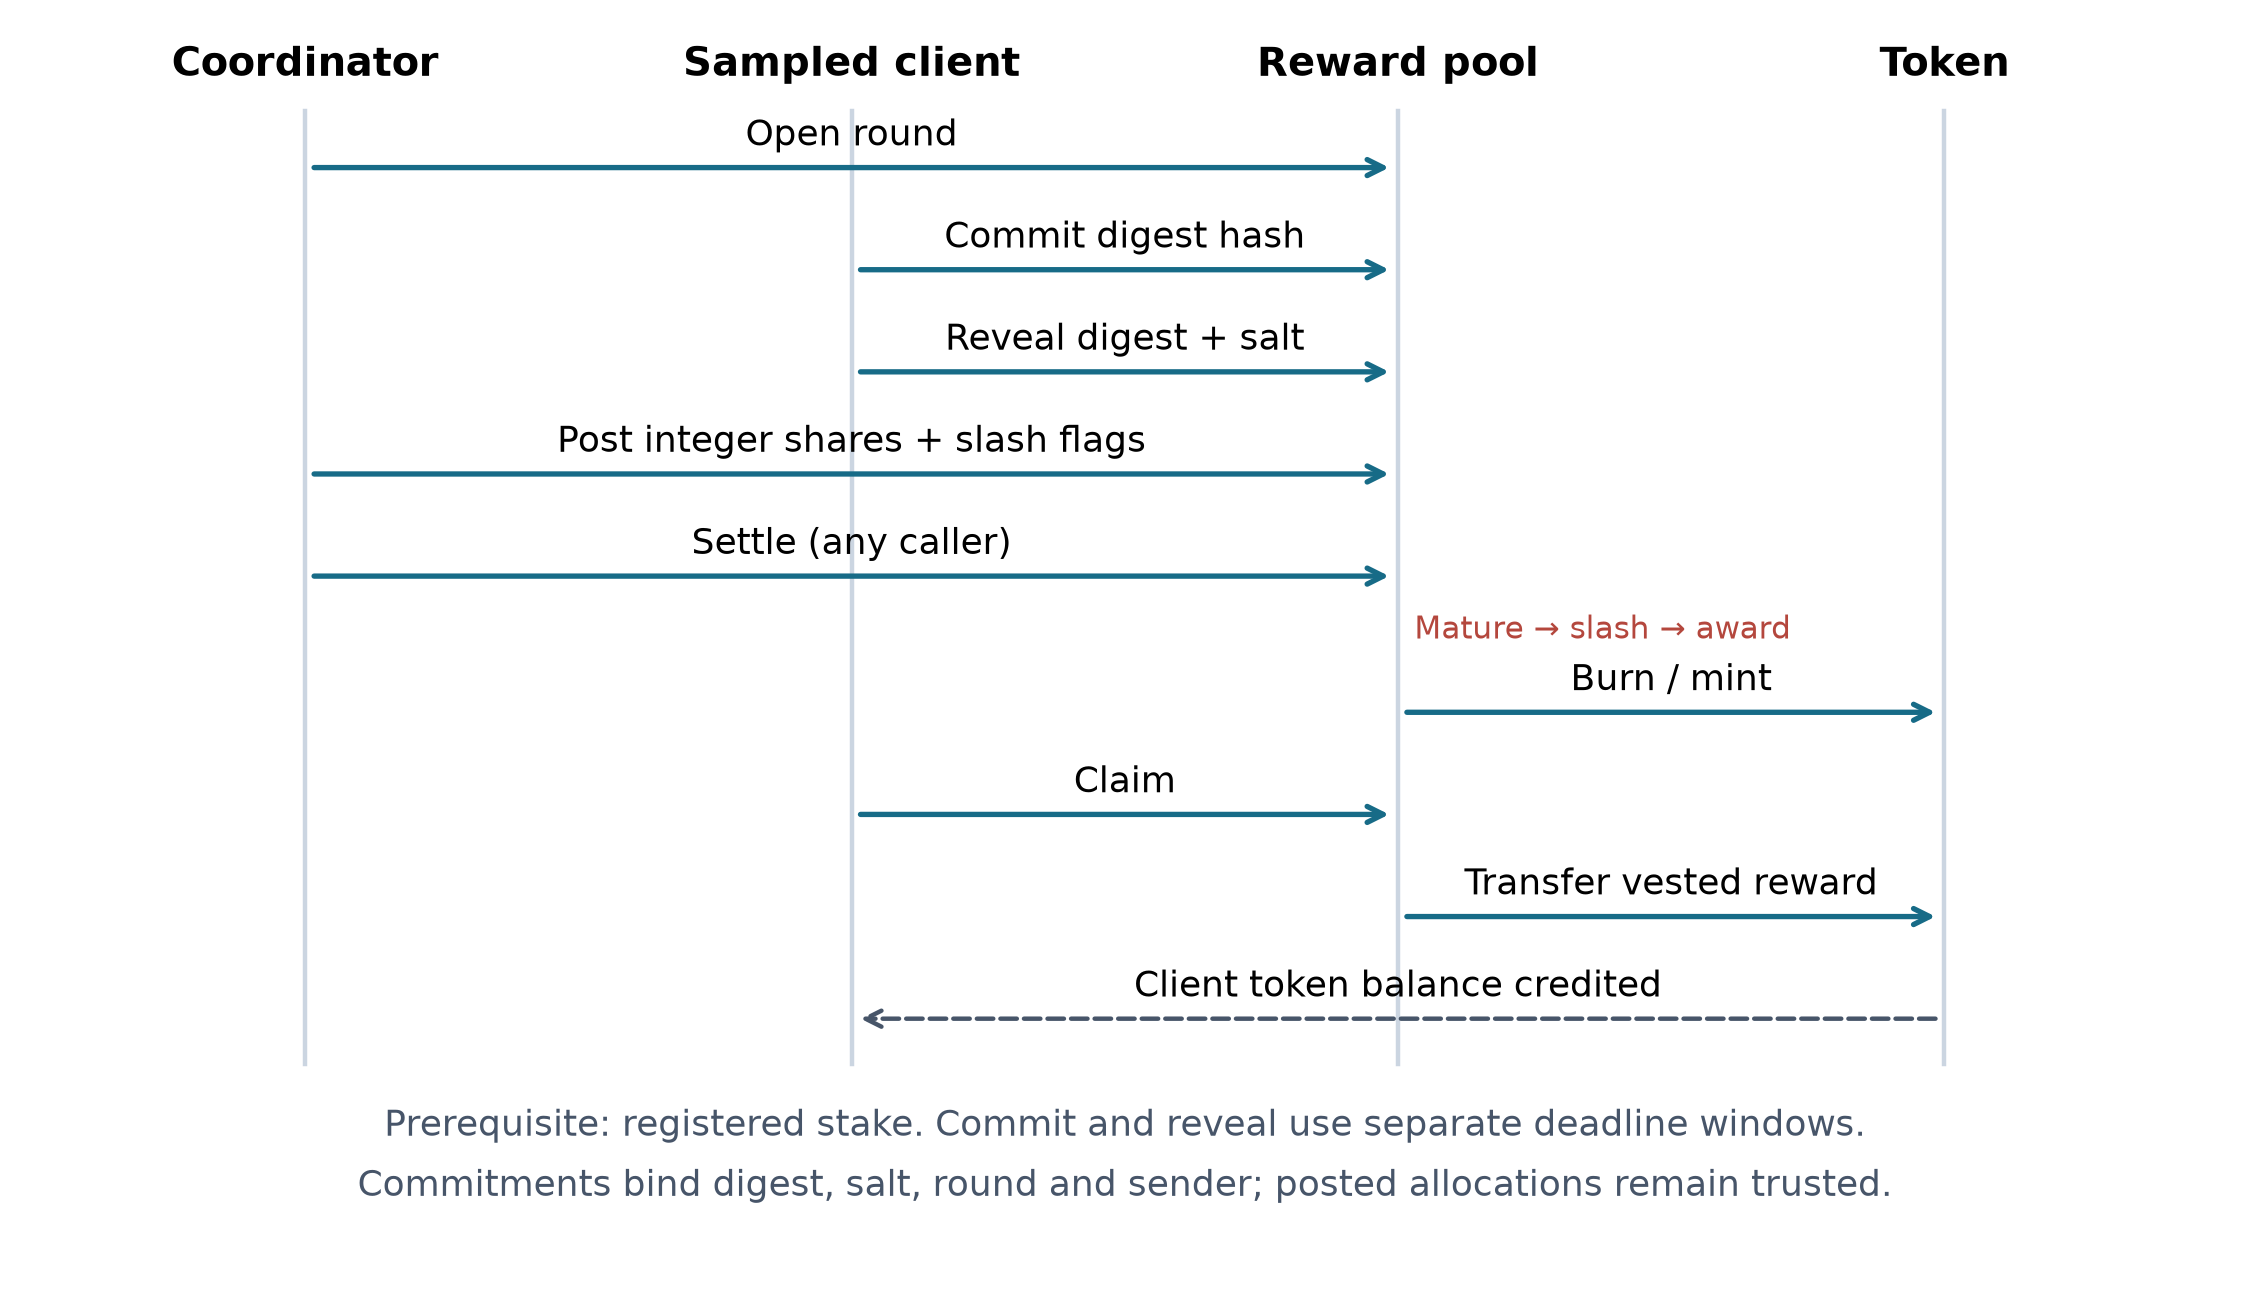 Coordinator
Sampled client
Reward pool
Token
Open round
Commit digest hash
Reveal digest + salt
Post integer shares + slash flags
Settle (any caller)
Mature → slash → award
Burn / mint
Claim
Transfer vested reward
Client token balance credited
Prerequisite: registered stake. Commit and reveal use separate deadline windows.
Commitments bind digest, salt, round and sender; posted allocations remain trusted.